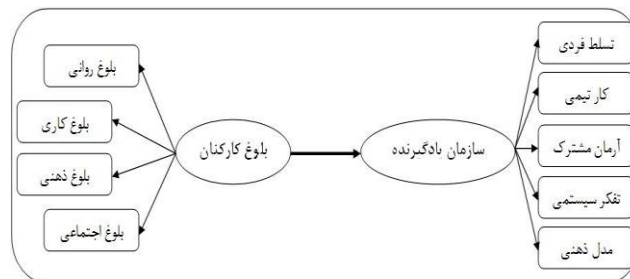 تسلط فردی
کار تیمی
آرمان مشترک
تفکر سیستمی
مدل ذهنی
سازمان یادگیرنده
بلوغ کارکنان
بلوغ روانی
بلوغ کاری
بلوغ ذهنی
بلوغ اجتماعی